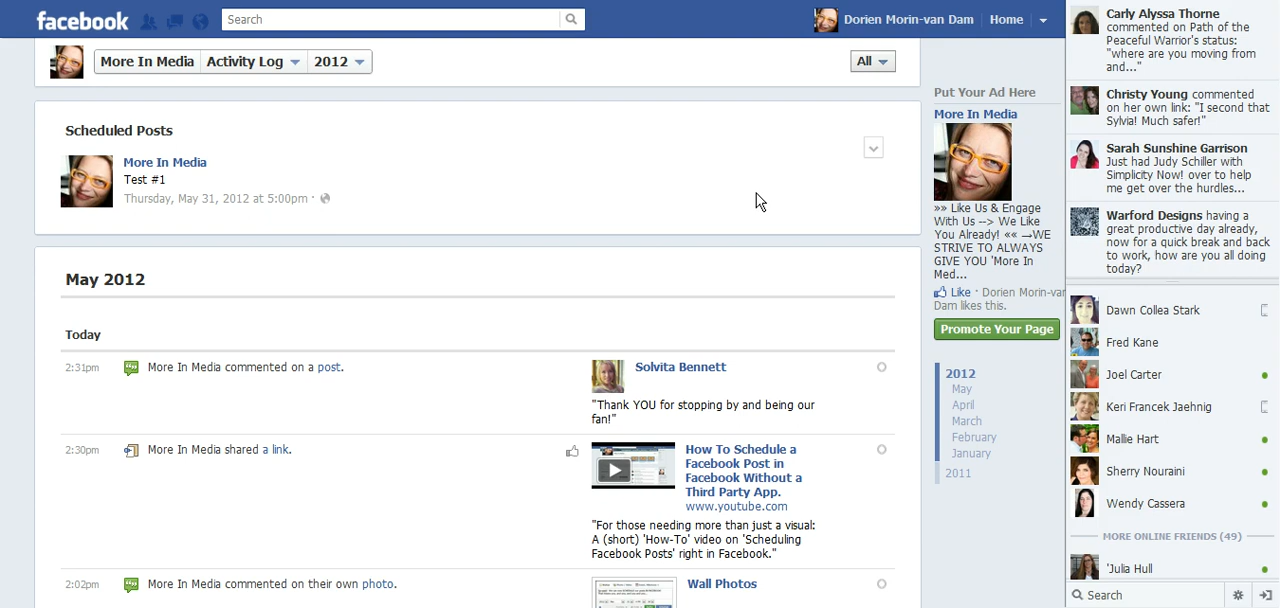 facebook
Search
Dorien Morin-van Dam
Home
More In Media
Activity Log
2012
All
Scheduled Posts
More In Media
Test #1
Thursday, May 31, 2012 at 5:00pm ·
May 2012
Today
2:31pm
More In Media commented on a post.
Solvita Bennett
"Thank YOU for stopping by and being our
fan!"
2:30pm
More In Media shared a link.
How To Schedule a
Facebook Post in
Facebook Without a
Third Party App.
www.youtube.com
"For those needing more than just a visual:
A (short) 'How-To' video on 'Scheduling
Facebook Posts' right in Facebook."
2:02pm
More In Media commented on their own photo.
Wall Photos
Put Your Ad Here
More In Media
»» Like Us & Engage
With Us --> We Like
You Already! «« →WE
STRIVE TO ALWAYS
GIVE YOU 'More In
Med...
Like · Dorien Morin-van
Dam likes this.
Promote Your Page
2012
May
April
March
February
January
2011
Carly Alyssa Thorne
commented on Path of the
Peaceful Warrior's status:
"where are you moving from
and..."
Christy Young commented
on her own link: "I second that
Sylvia! Much safer!"
Sarah Sunshine Garrison
Just had Judy Schiller with
Simplicity Now! over to help
me get over the hurdles...
Warford Designs having a
great productive day already,
now for a quick break and back
to work, how are you all doing
today?
Dawn Collea Stark
Fred Kane
Joel Carter
Keri Francek Jaehnig
Mallie Hart
Sherry Nouraini
Wendy Cassera
MORE ONLINE FRIENDS (49)
'Julia Hull
Search